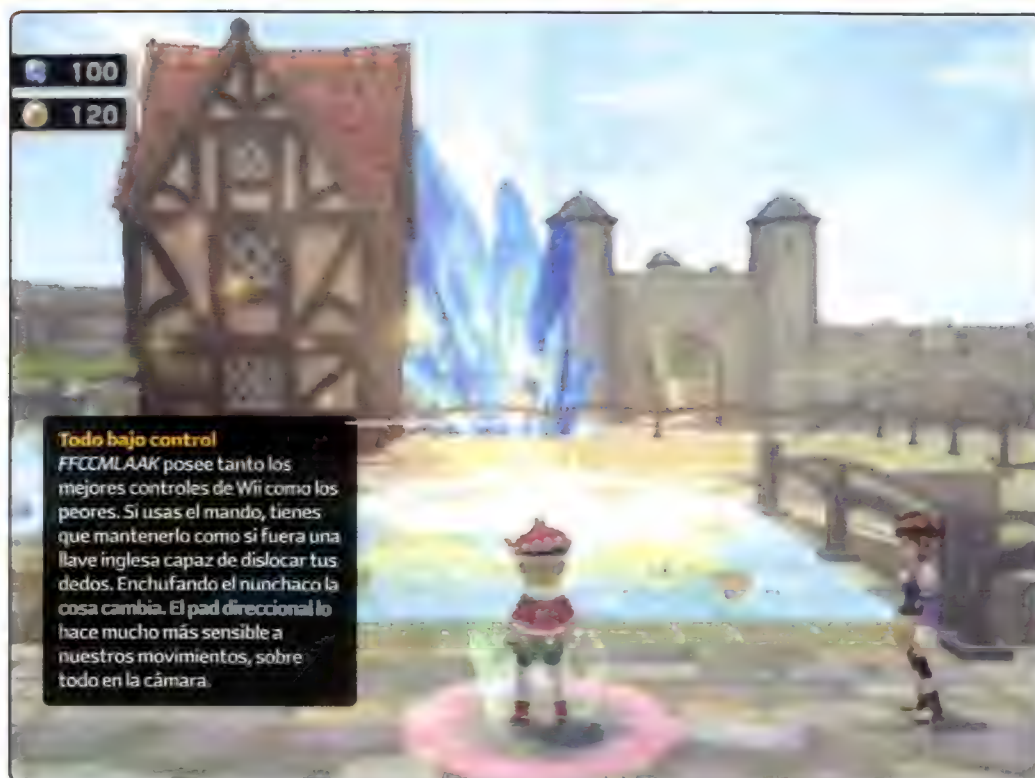 100
120
Todo bajo control
FFCCMLAAK posee tanto los
mejores controles de Wii como los
peores. Si usas el mando, tienes
que mantenerlo como si fuera una
llave inglesa capaz de dislocar tus
dedos. Enchufando el nunchaco la
cosa cambia. El pad direccional lo
hace mucho más sensible a
nuestros movimientos, sobre
todo en la cámara.